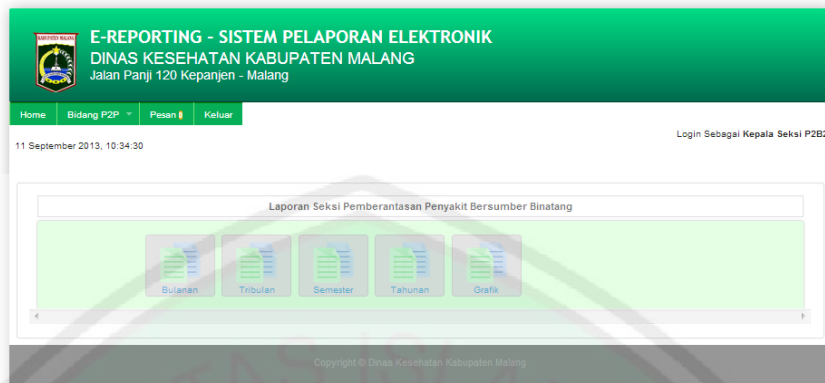 KABUPATEN MALANG
E-REPORTING - SISTEM PELAPORAN ELEKTRONIK
DINAS KESEHATAN KABUPATEN MALANG
Jalan Panji 120 Kepanjen - Malang
Home Bidang P2P Pesan Keluar
Login Sebagai Kepala Seksi P2B2
11 September 2013, 10:34:30
Laporan Seksi Pemberantasan Penyakit Bersumber Binatang
Bulanan Tribulan Semester Tahunan Grafik
Copyright © Dinas Kesehatan Kabupaten Malang